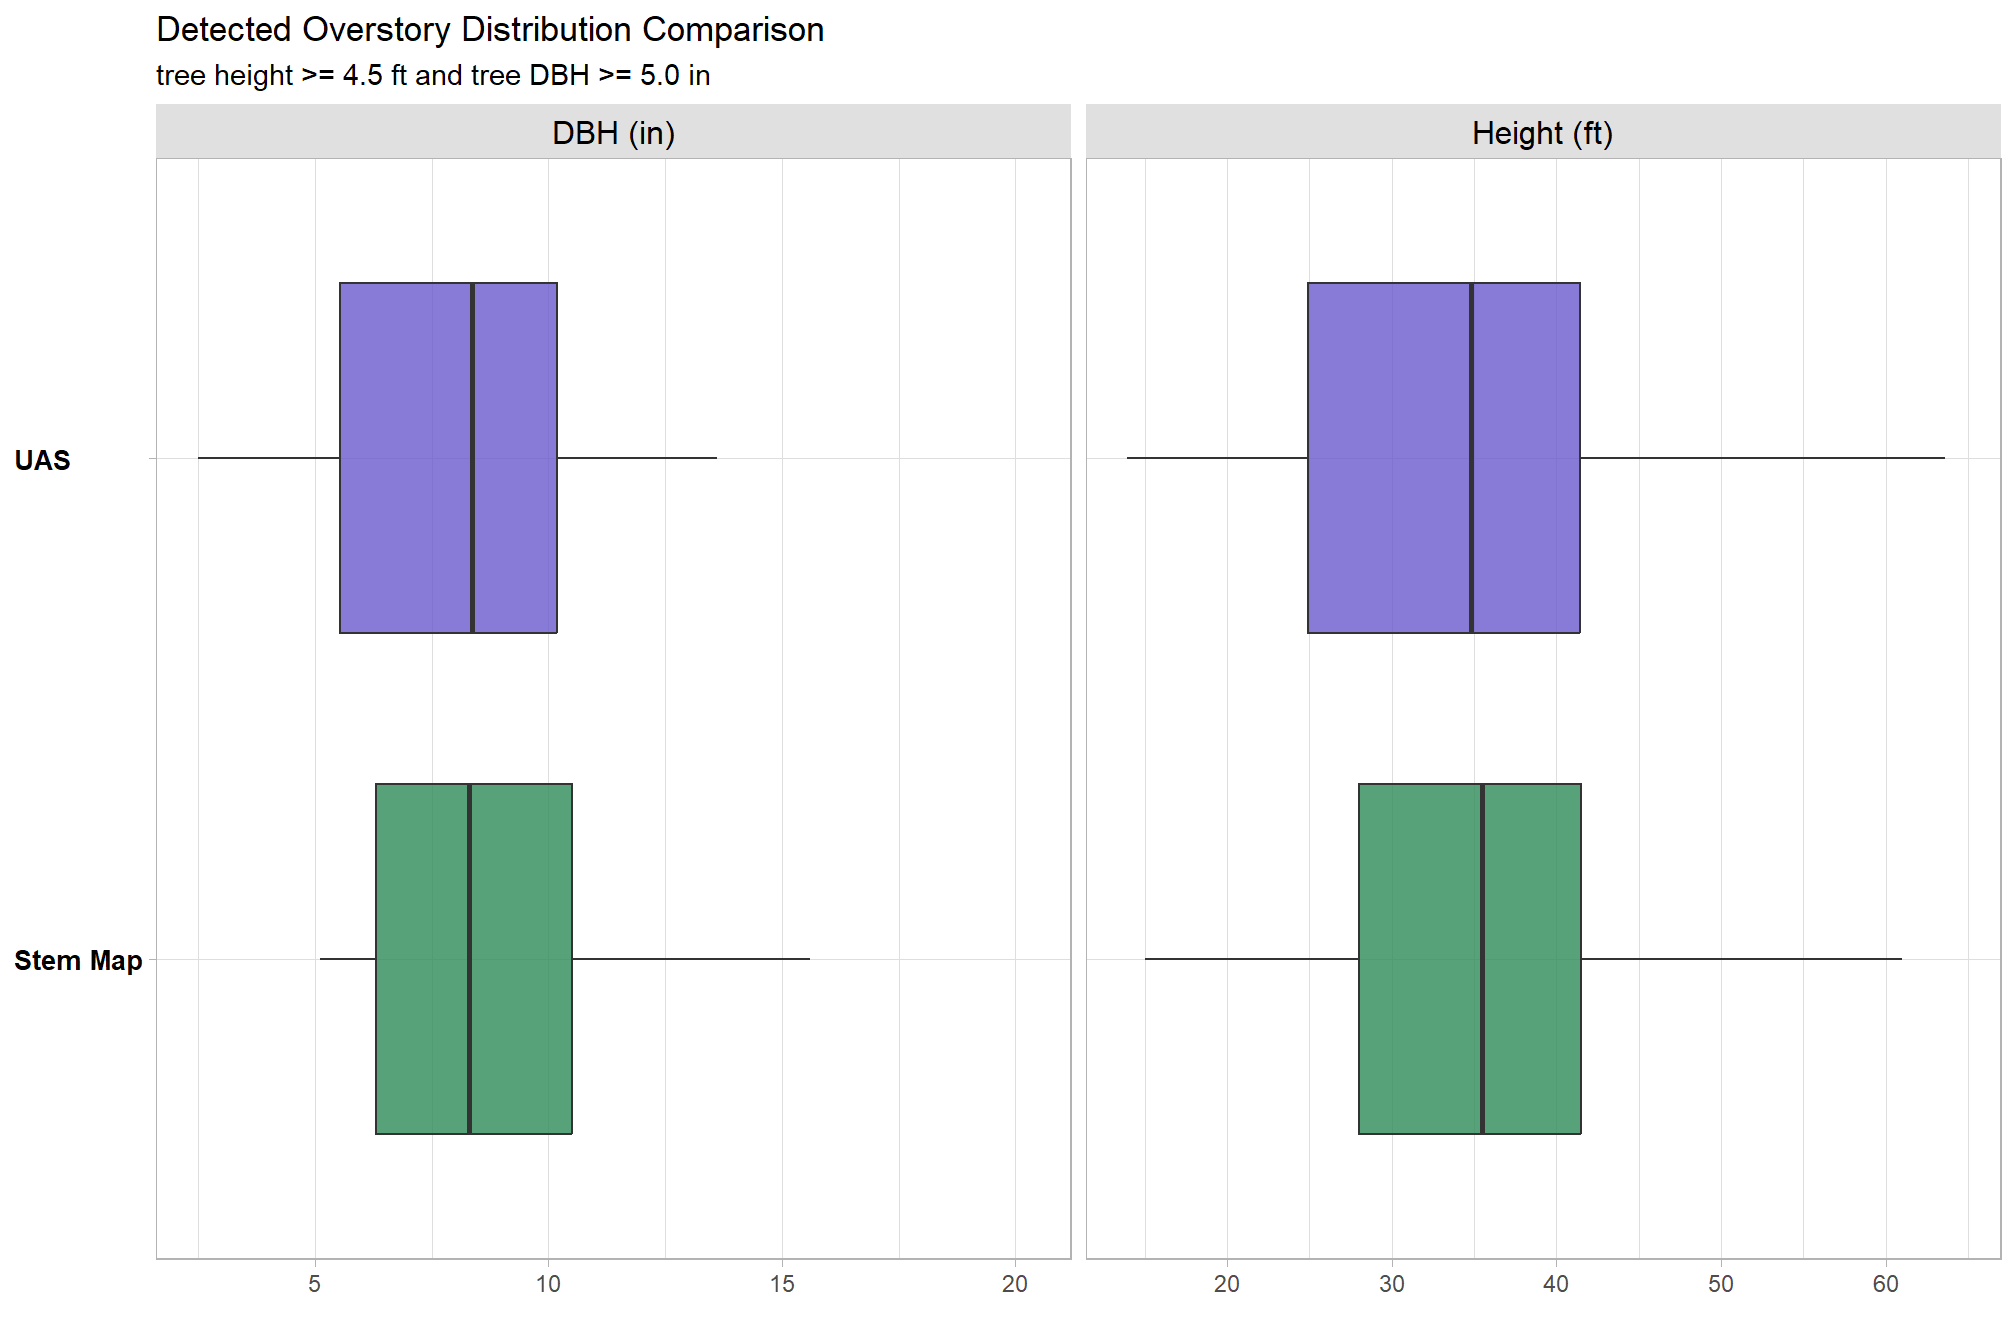 Detected Overstory Distribution Comparison
tree height >= 4.5 ft and tree DBH >= 5.0 in
DBH (in)
Height (ft)
UAS
Stem Map
5 10 15 20
20 30 40 50 60